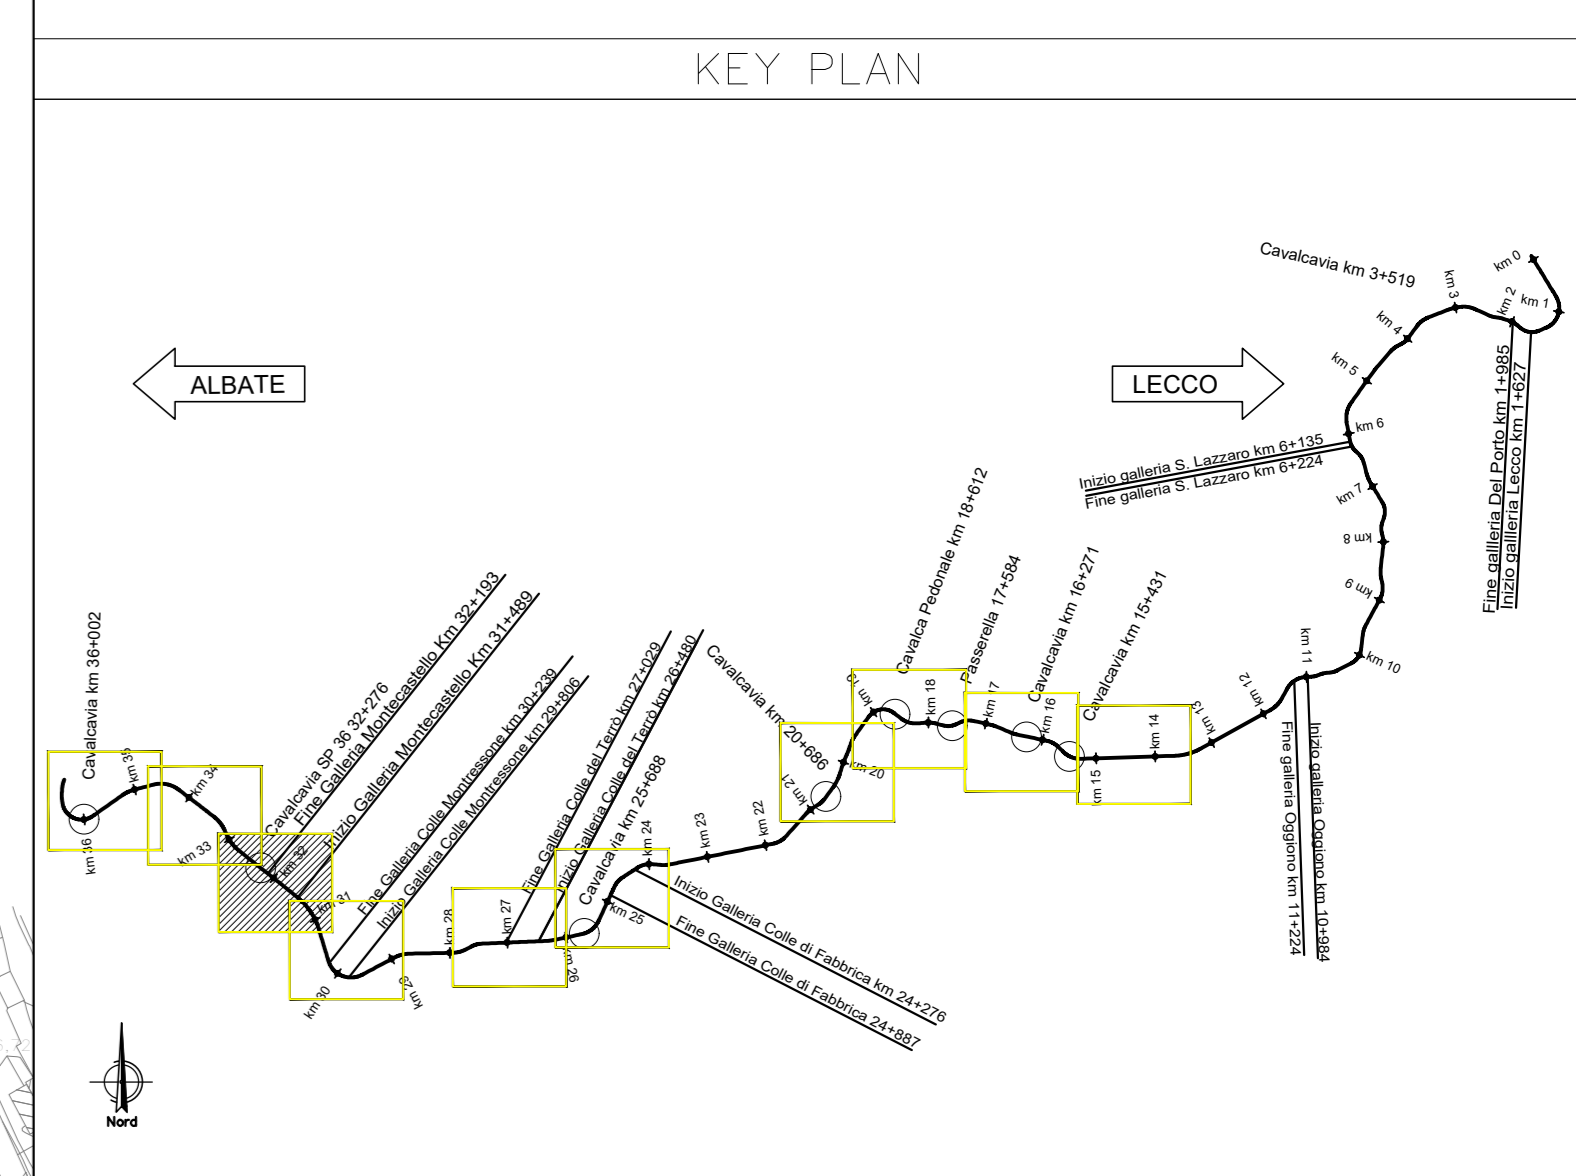 KEY PLAN
ALBATE
LECCO
Cavalcavia km 3+519
km 0
km 1
km 2
km 3
km 4
km 5
km 6
km 7
km 8
km 9
km 10
km 11
km 12
km 13
km 14
km 15
km 16
km 17
km 18
km 19
km 20
km 21
km 22
km 23
km 24
km 25
km 26
km 27
km 28
km 29
km 30
km 31
km 32
km 33
km 34
km 35
km 36
Fine gallleria Del Porto km 1+985
Inizio gallieria Lecco km 1+627
Inizio galleria S. Lazzaro km 6+135
Fine galleria S. Lazzaro km 6+224
Inizio galleria Oggiono km 10+984
Fine galleria Oggiono km 11+224
Cavalcavia km 15+431
Cavalcavia km 16+271
Passerella 17+584
Cavalca Pedonale km 18+612
Cavalcavia km 20+686
Inizio Galleria Colle di Fabbrica km 24+276
Fine Galleria Colle di Fabbrica 24+887
Cavalcavia km 25+688
Inizio Galleria Colle del Terrò km 26+480
Fine Galleria Colle del Terrò km 27+029
Inizio Galleria Colle Montressone km 29+806
Fine Galleria Colle Montressone km 30+239
Inizio Galleria Montecastello Km 31+489
Fine Galleria Montecastello Km 32+193
Cavalcavia SP 36 32+276
Cavalcavia km 36+002
Nord